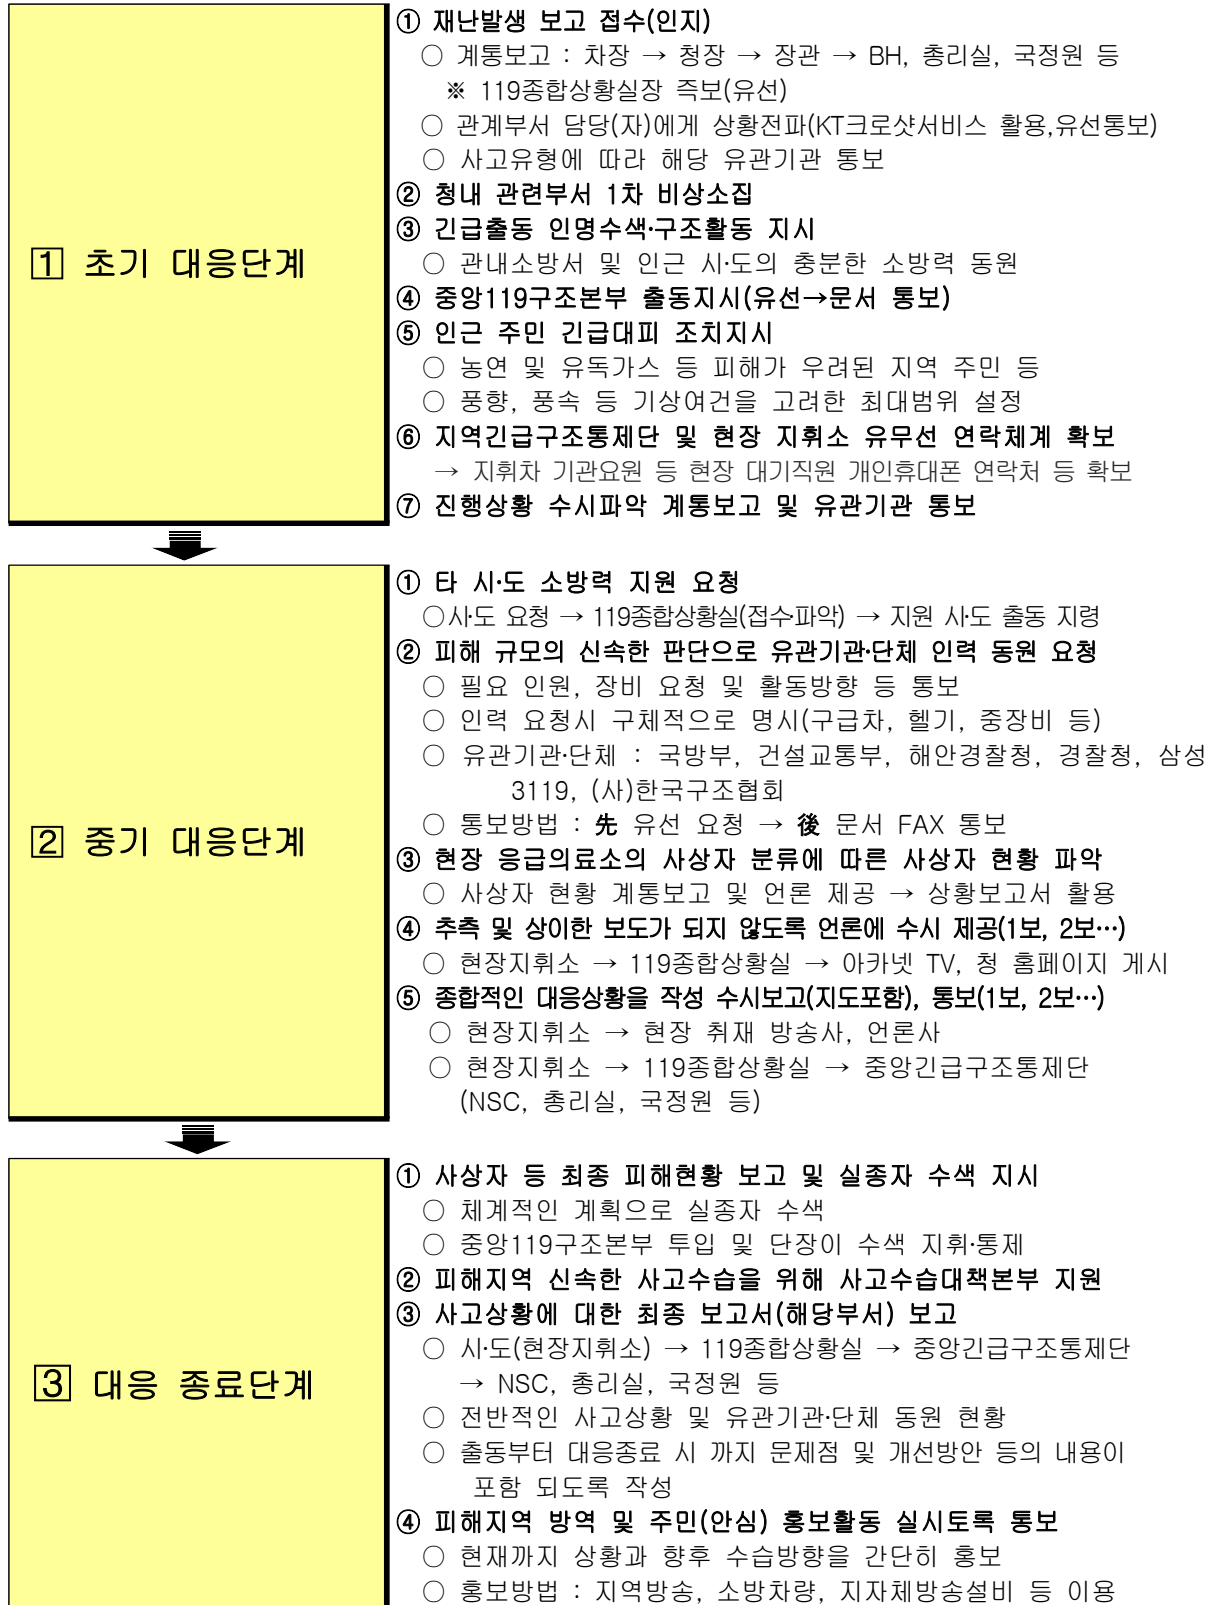 ① 재난발생 보고 접수(인지)
○ 계통보고 : 차장 → 청장 → 장관 → BH, 총리실, 국정원 등
※ 119종합상황실장 즉보(유선)
○ 관계부서 담당(자)에게 상황전파(KT크로샷서비스 활용,유선통보)
○ 사고유형에 따라 해당 유관기관 통보
② 청내 관련부서 1차 비상소집
③ 긴급출동 인명수색·구조활동 지시
1 초기 대응단계
○ 관내소방서 및 인근 시·도의 충분한 소방력 동원
④ 중앙119구조본부 출동지시(유선→문서 통보)
⑤ 인근 주민 긴급대피 조치지시
○ 농연 및 유독가스 등 피해가 우려된 지역 주민 등
○ 풍향, 풍속 등 기상여건을 고려한 최대범위 설정
⑥ 지역긴급구조통제단 및 현장 지휘소 유무선 연락체계 확보
→ 지휘차 기관요원 등 현장 대기직원 개인휴대폰 연락처 등 확보
⑦ 진행상황 수시파악 계통보고 및 유관기관 통보
① 타 시·도 소방력 지원 요청
○시·도 요청 → 119종합상황실(접수·파악) → 지원 시·도 출동 지령
② 피해 규모의 신속한 판단으로 유관기관·단체 인력 동원 요청
○ 필요 인원, 장비 요청 및 활동방향 등 통보
○ 인력 요청시 구체적으로 명시(구급차, 헬기, 중장비 등)
○ 유관기관·단체 : 국방부, 건설교통부, 해안경찰청, 경찰청, 삼성
3119, (사)한국구조협회
○ 통보방법 : 先 유선 요청 → 後 문서 FAX 통보
2 중기 대응단계
③ 현장 응급의료소의 사상자 분류에 따른 사상자 현황 파악
○ 사상자 현황 계통보고 및 언론 제공 → 상황보고서 활용
④ 추측 및 상이한 보도가 되지 않도록 언론에 수시 제공(1보, 2보…)
○ 현장지휘소 → 119종합상황실 → 아카넷 TV, 청 홈페이지 게시
⑤ 종합적인 대응상황을 작성 수시보고(지도포함), 통보(1보, 2보…)
○ 현장지휘소 → 현장 취재 방송사, 언론사
○ 현장지휘소 → 119종합상황실 → 중앙긴급구조통제단
(NSC, 총리실, 국정원 등)
① 사상자 등 최종 피해현황 보고 및 실종자 수색 지시
○ 체계적인 계획으로 실종자 수색
○ 중앙119구조본부 투입 및 단장이 수색 지휘·통제
② 피해지역 신속한 사고수습을 위해 사고수습대책본부 지원
③ 사고상황에 대한 최종 보고서(해당부서) 보고
○ 시·도(현장지휘소) → 119종합상황실 → 중앙긴급구조통제단
→ NSC, 총리실, 국정원 등
3 대응 종료단계
○ 전반적인 사고상황 및 유관기관·단체 동원 현황
○ 출동부터 대응종료 시 까지 문제점 및 개선방안 등의 내용이
포함 되도록 작성
④ 피해지역 방역 및 주민(안심) 홍보활동 실시토록 통보
○ 현재까지 상황과 향후 수습방향을 간단히 홍보
○ 홍보방법 : 지역방송, 소방차량, 지자체방송설비 등 이용